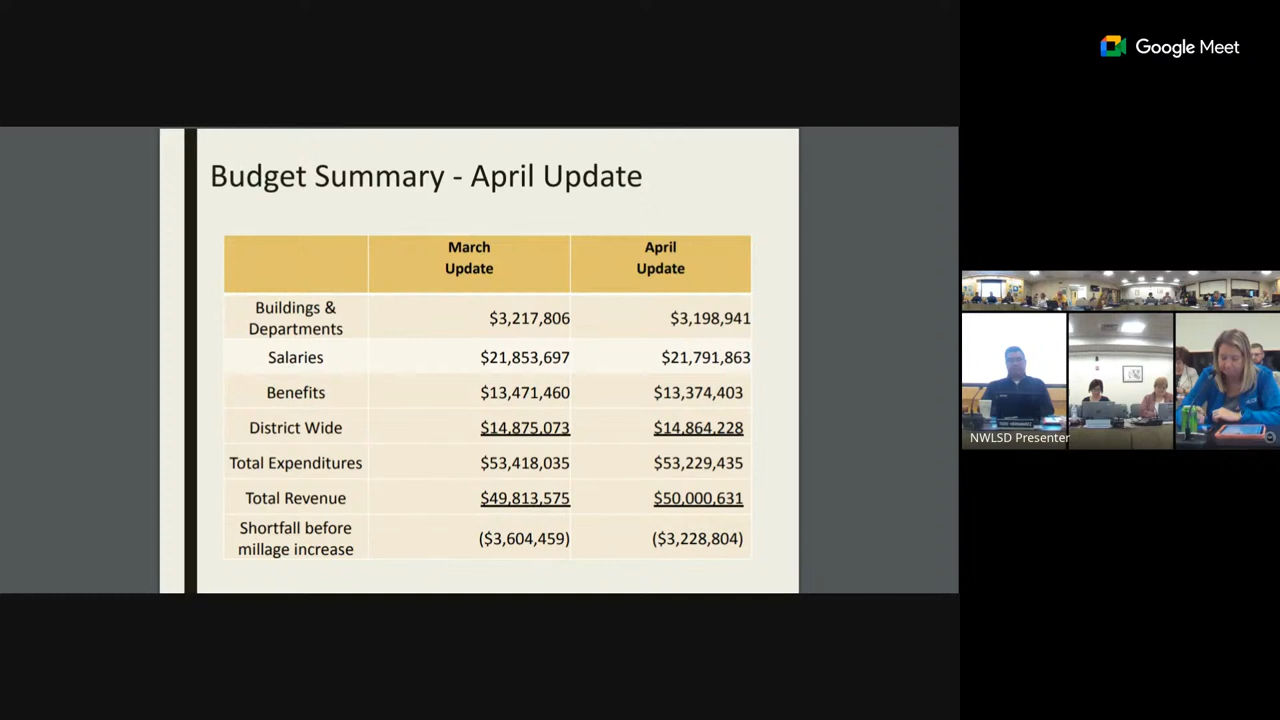 Google Meet
Budget Summary - April Update
March
Update
April
Update
Buildings &
Departments
$3,217,806
$3,198,941
Salaries
$21,853,697
$21,791,863
Benefits
$13,471,460
$13,374,403
District Wide
$14,875,073
$14,864,228
Total Expenditures
$53,418,035
$53,229,435
Total Revenue
$49,813,575
$50,000,631
Shortfall before
millage increase
($3,604,459)
($3,228,804)
NWLSD Presenter